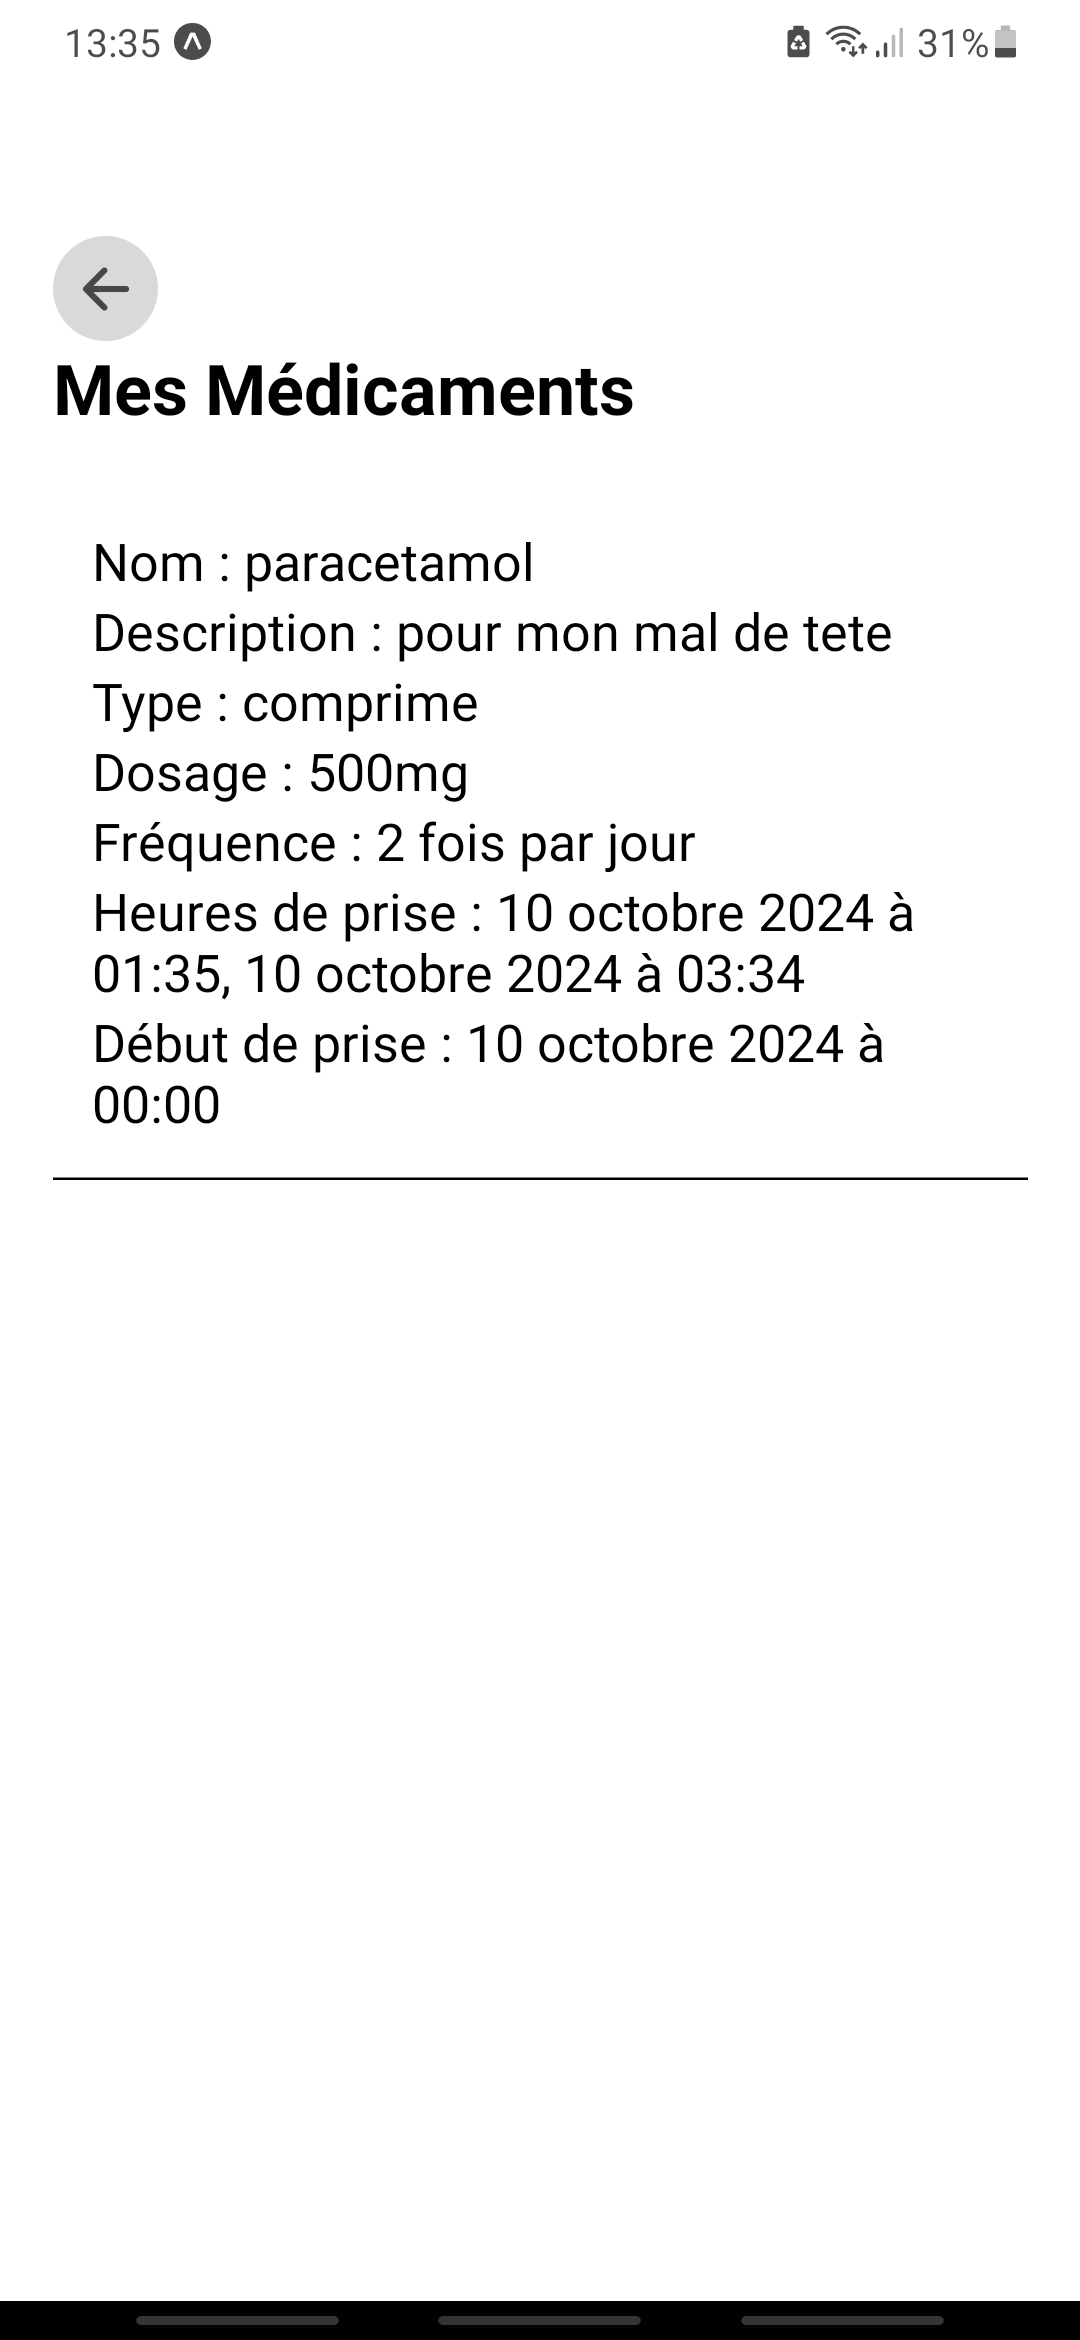 13:35
31%
Mes Médicaments
Nom : paracetamol
Description : pour mon mal de tete
Type : comprime
Dosage : 500mg
Fréquence : 2 fois par jour
Heures de prise : 10 octobre 2024 à
01:35, 10 octobre 2024 à 03:34
Début de prise : 10 octobre 2024 à
00:00